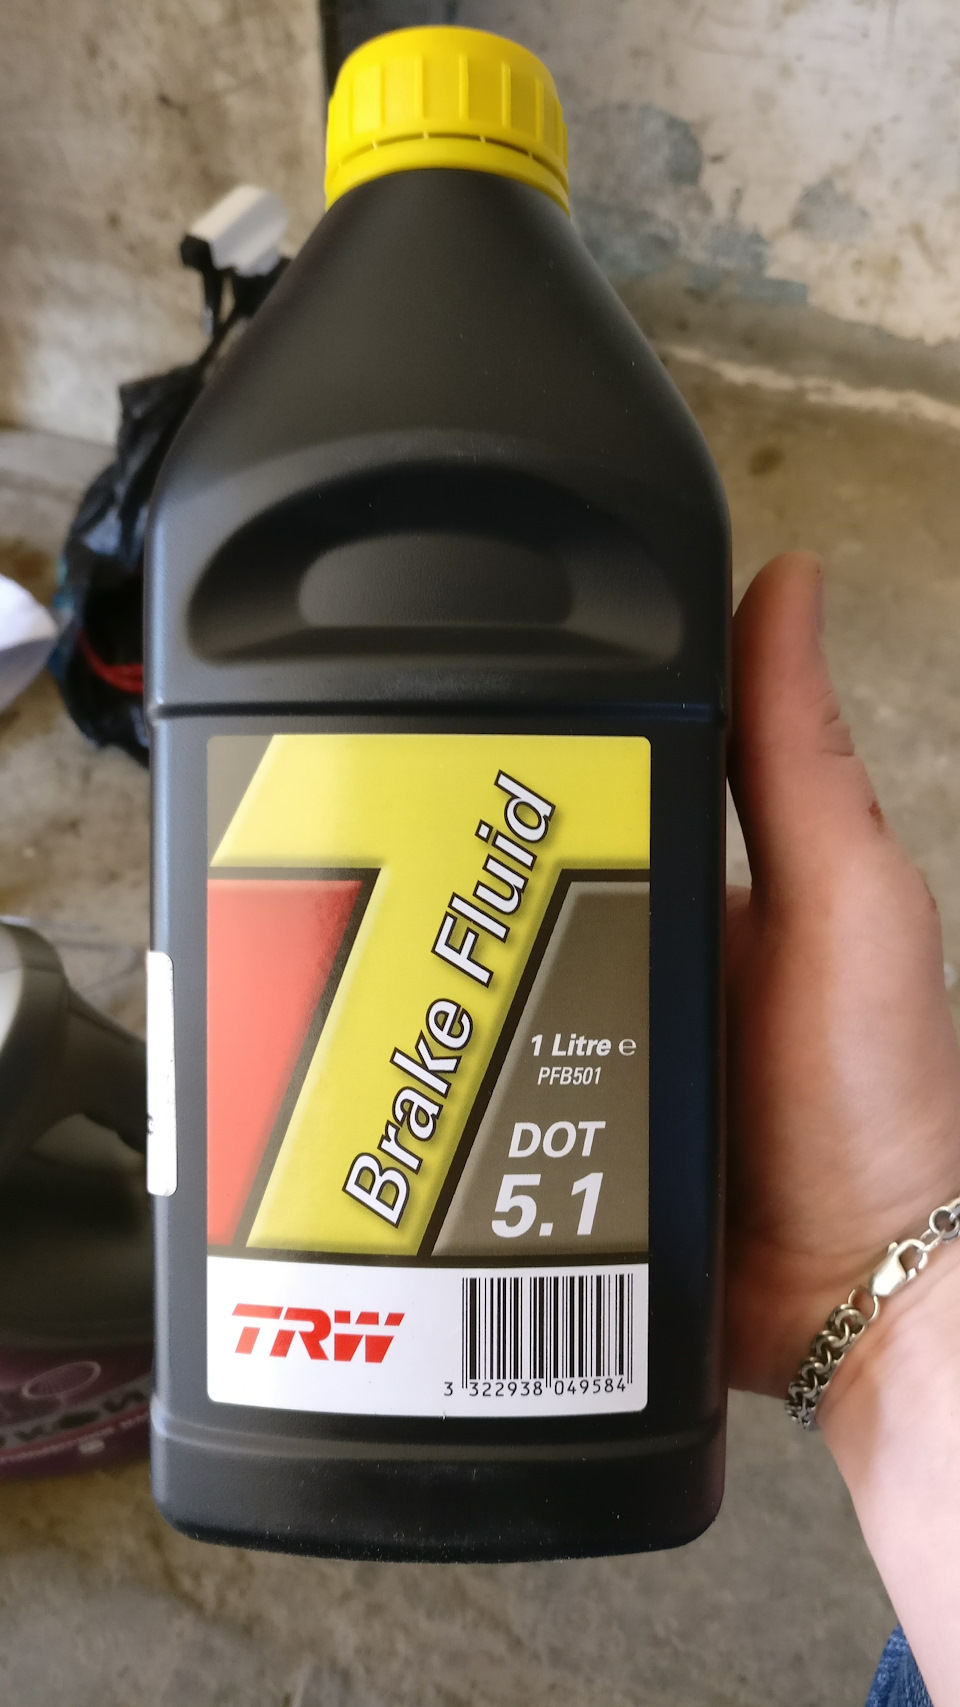 Brake Fluid
1 Litre ℮
PFB501
DOT
5.1
TRW
3 322938 049584